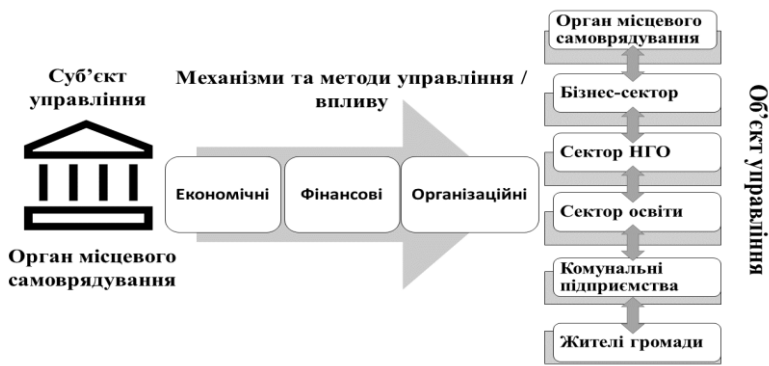 Суб’єкт
управління
Орган місцевого
самоврядування
Механізми та методи управління /
впливу
Економічні
Фінансові
Організаційні
Орган місцевого
самоврядування
Бізнес-сектор
Сектор НГО
Сектор освіти
Комунальні
підприємства
Жителі громади
Об’єкт управління